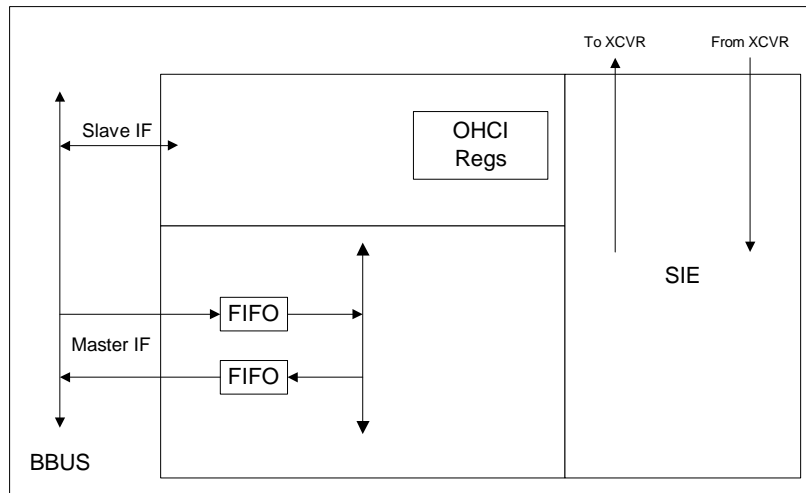 To XCVR
From XCVR
Slave IF
OHCI
Regs
SIE
FIFO
Master IF
FIFO
BBUS